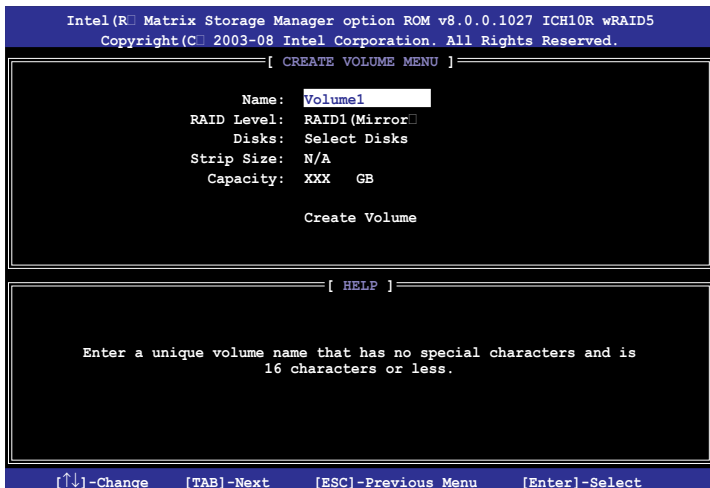 Intel(R□ Matrix Storage Manager option ROM v8.0.0.1027 ICH10R wRAID5
Copyright(C□ 2003-08 Intel Corporation. All Rights Reserved.
[ CREATE VOLUME MENU ]
Name: Volume1
RAID Level: RAID1(Mirror□
Disks: Select Disks
Strip Size: N/A
Capacity: XXX GB
Create Volume
[ HELP ]
Enter a unique volume name that has no special characters and is
16 characters or less.
[↑↓]-Change [TAB]-Next [ESC]-Previous Menu [Enter]-Select